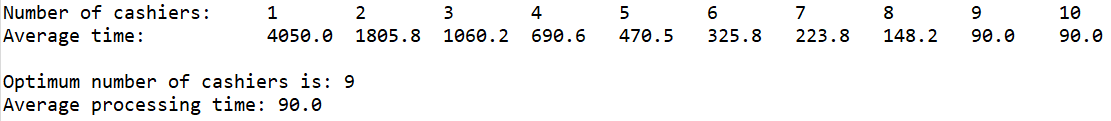 Number of cashiers: 1 2 3 4 5 6 7 8 9 10
Average time: 4050.0 1805.8 1060.2 690.6 470.5 325.8 223.8 148.2 90.0 90.0
Optimum number of cashiers is: 9
Average processing time: 90.0